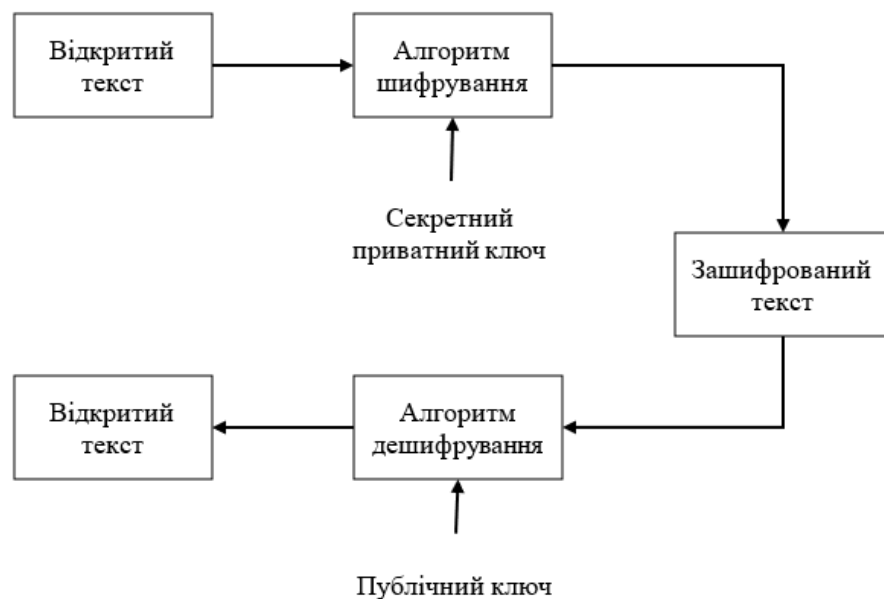 Відкритий
текст
Алгоритм
шифрування
Секретний
приватний ключ
Зашифрований
текст
Відкритий
текст
Алгоритм
дешифрування
Публічний ключ